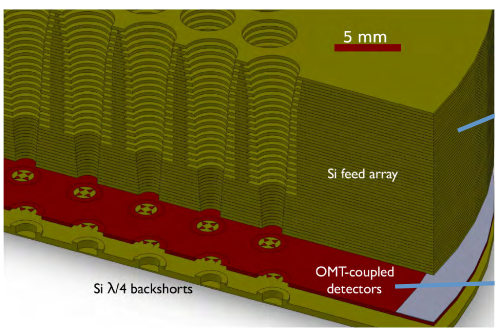 5 mm
Si feed array
OMT-coupled
detectors
Si λ/4 backshorts